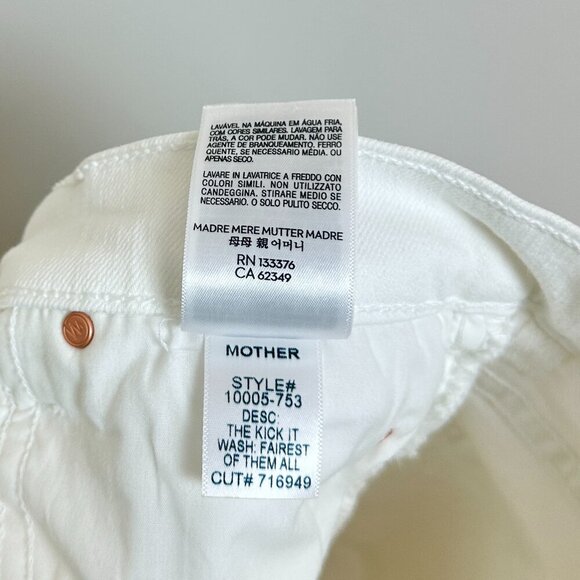 LAVÁVEL NA MÁQUINA EM ÁGUA FRIA,
COM CORES SIMILARES. LAVAGEM PARA
TRÁS, A COR PODE MUDAR. NÃO USE
AGENTE DE BRANQUEAMENTO. FERRO
QUENTE, SE NECESSARIO MÉDIA. OU
APENAS SECO.
LAVARE IN LAVATRICE A FREDDO CON
COLORI SIMILI. NON UTILIZZATO
CANDEGGINA. STIRARE MEDIO SE
NECESSARIO. O SOLO PULITO SECCO.
MADRE MERE MUTTER MADRE
母母 親 어머니
RN 133376
CA 62349
MOTHER
STYLE#
10005-753
DESC:
THE KICK IT
WASH: FAIREST
OF THEM ALL
CUT# 716949